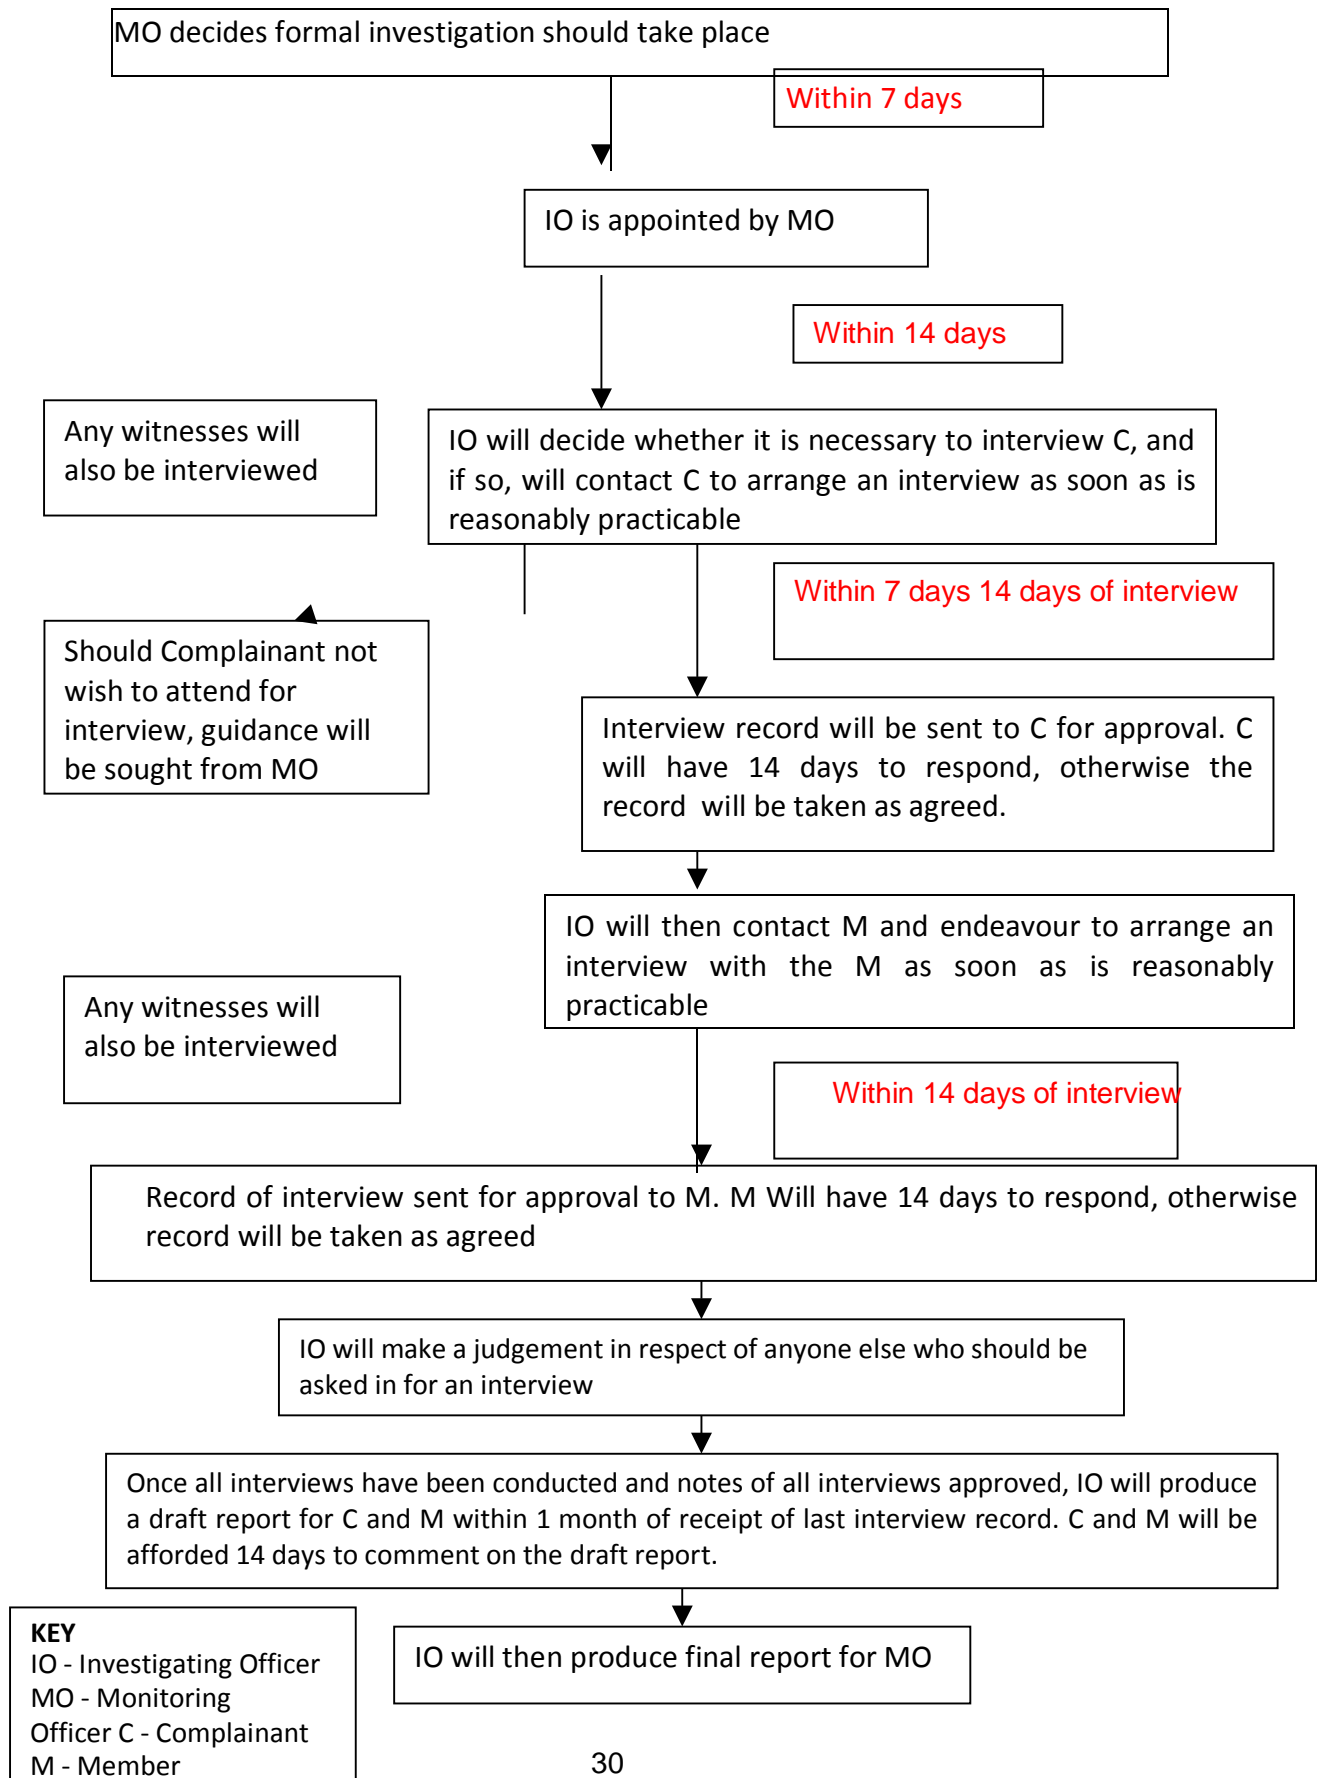 MO decides formal investigation should take place
Within 7 days
IO is appointed by MO
Within 14 days
Any witnesses will
also be interviewed
IO will decide whether it is necessary to interview C, and
if so, will contact C to arrange an interview as soon as is
reasonably practicable
Within 7 days 14 days of interview
Should Complainant not
wish to attend for
interview, guidance will
be sought from MO
Interview record will be sent to C for approval. C
will have 14 days to respond, otherwise the
record will be taken as agreed.
IO will then contact M and endeavour to arrange an
interview with the M as soon as is reasonably
practicable
Any witnesses will
also be interviewed
Within 14 days of interview
Record of interview sent for approval to M. M Will have 14 days to respond, otherwise
record will be taken as agreed
IO will make a judgement in respect of anyone else who should be
asked in for an interview
Once all interviews have been conducted and notes of all interviews approved, IO will produce
a draft report for C and M within 1 month of receipt of last interview record. C and M will be
afforded 14 days to comment on the draft report.
IO will then produce final report for MO
KEY
IO - Investigating Officer
MO - Monitoring
Officer C - Complainant
M - Member
30